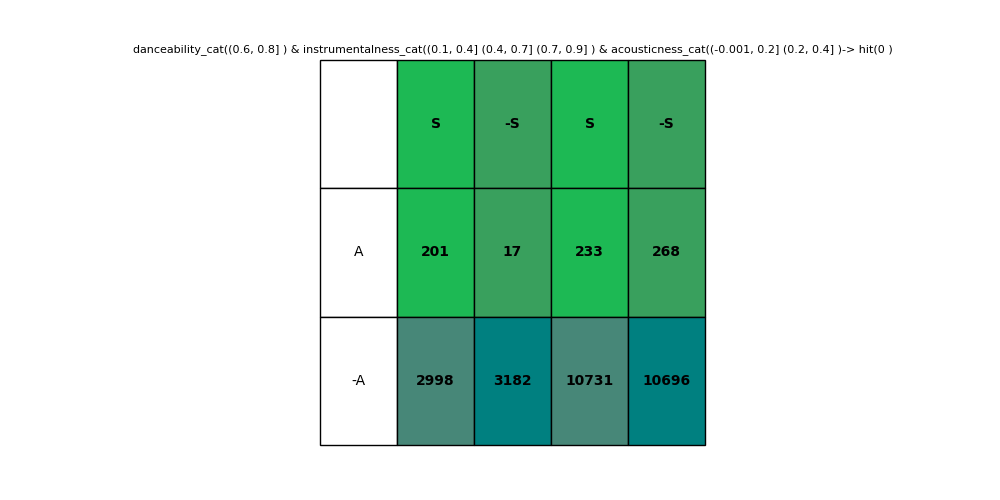 danceability_cat((0.6, 0.8] ) & instrumentalness_cat((0.1, 0.4] (0.4, 0.7] (0.7, 0.9] ) & acousticness_cat((-0.001, 0.2] (0.2, 0.4] )-> hit(0 )
S -S S -S
A 201 17 233 268
-A 2998 3182 10731 10696